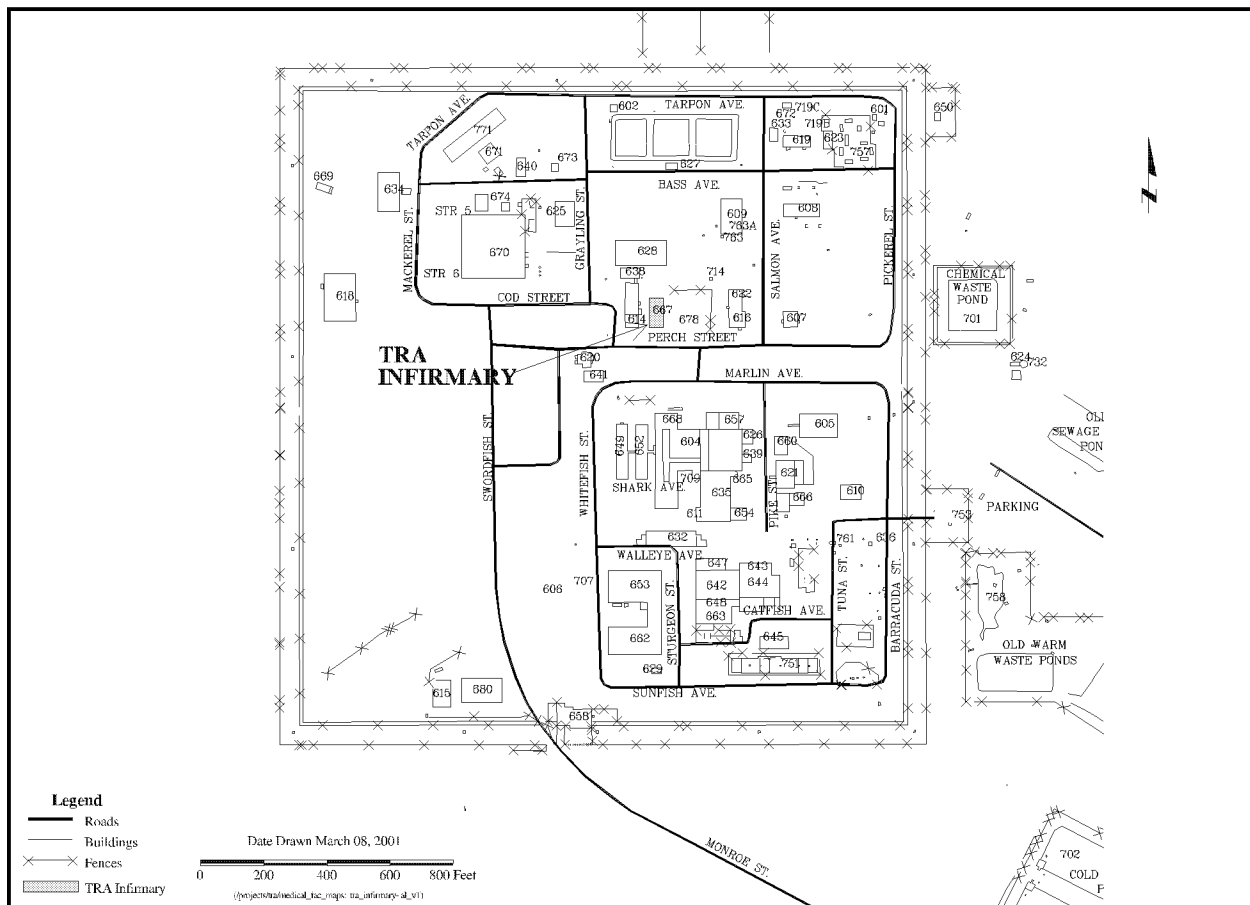 602
TARPON AVE.
719C
672
601
650
TARPON AVE.
771
633
719B
619
623
757
671
640
673
627
669
634
BASS AVE.
674
STR 5
625
609
608
763A
763
MACKEREL ST.
GRAYLING ST.
SALMON AVE.
PICKEREL ST.
628
670
STR 6
638
714
CHEMICAL
WASTE
POND
701
618
COD STREET
667
614
678
616
607
PERCH STREET
TRA
INFIRMARY
620
641
624
732
MARLIN AVE.
668
657
605
626
604
660
649
652
639
SWORDFISH ST.
WHITEFISH ST.
709
665
621
SHARK AVE.
635
PIKE ST.
666
610
611
654
SEWAGE
PON
PARKING
753
632
761
636
WALLEYE AVE.
647
643
606
707
653
642
644
648
663
CATFISH AVE.
TUNA ST.
BARRACUDA ST.
758
STURGEON ST.
662
645
OLD WARM
WASTE PONDS
629
751
SUNFISH AVE.
615
680
658
MONROE ST.
702
COLD
P
Legend
Roads
Buildings
Fences
TRA Infirmary
Date Drawn March 08, 2001
0 200 400 600 800 Feet